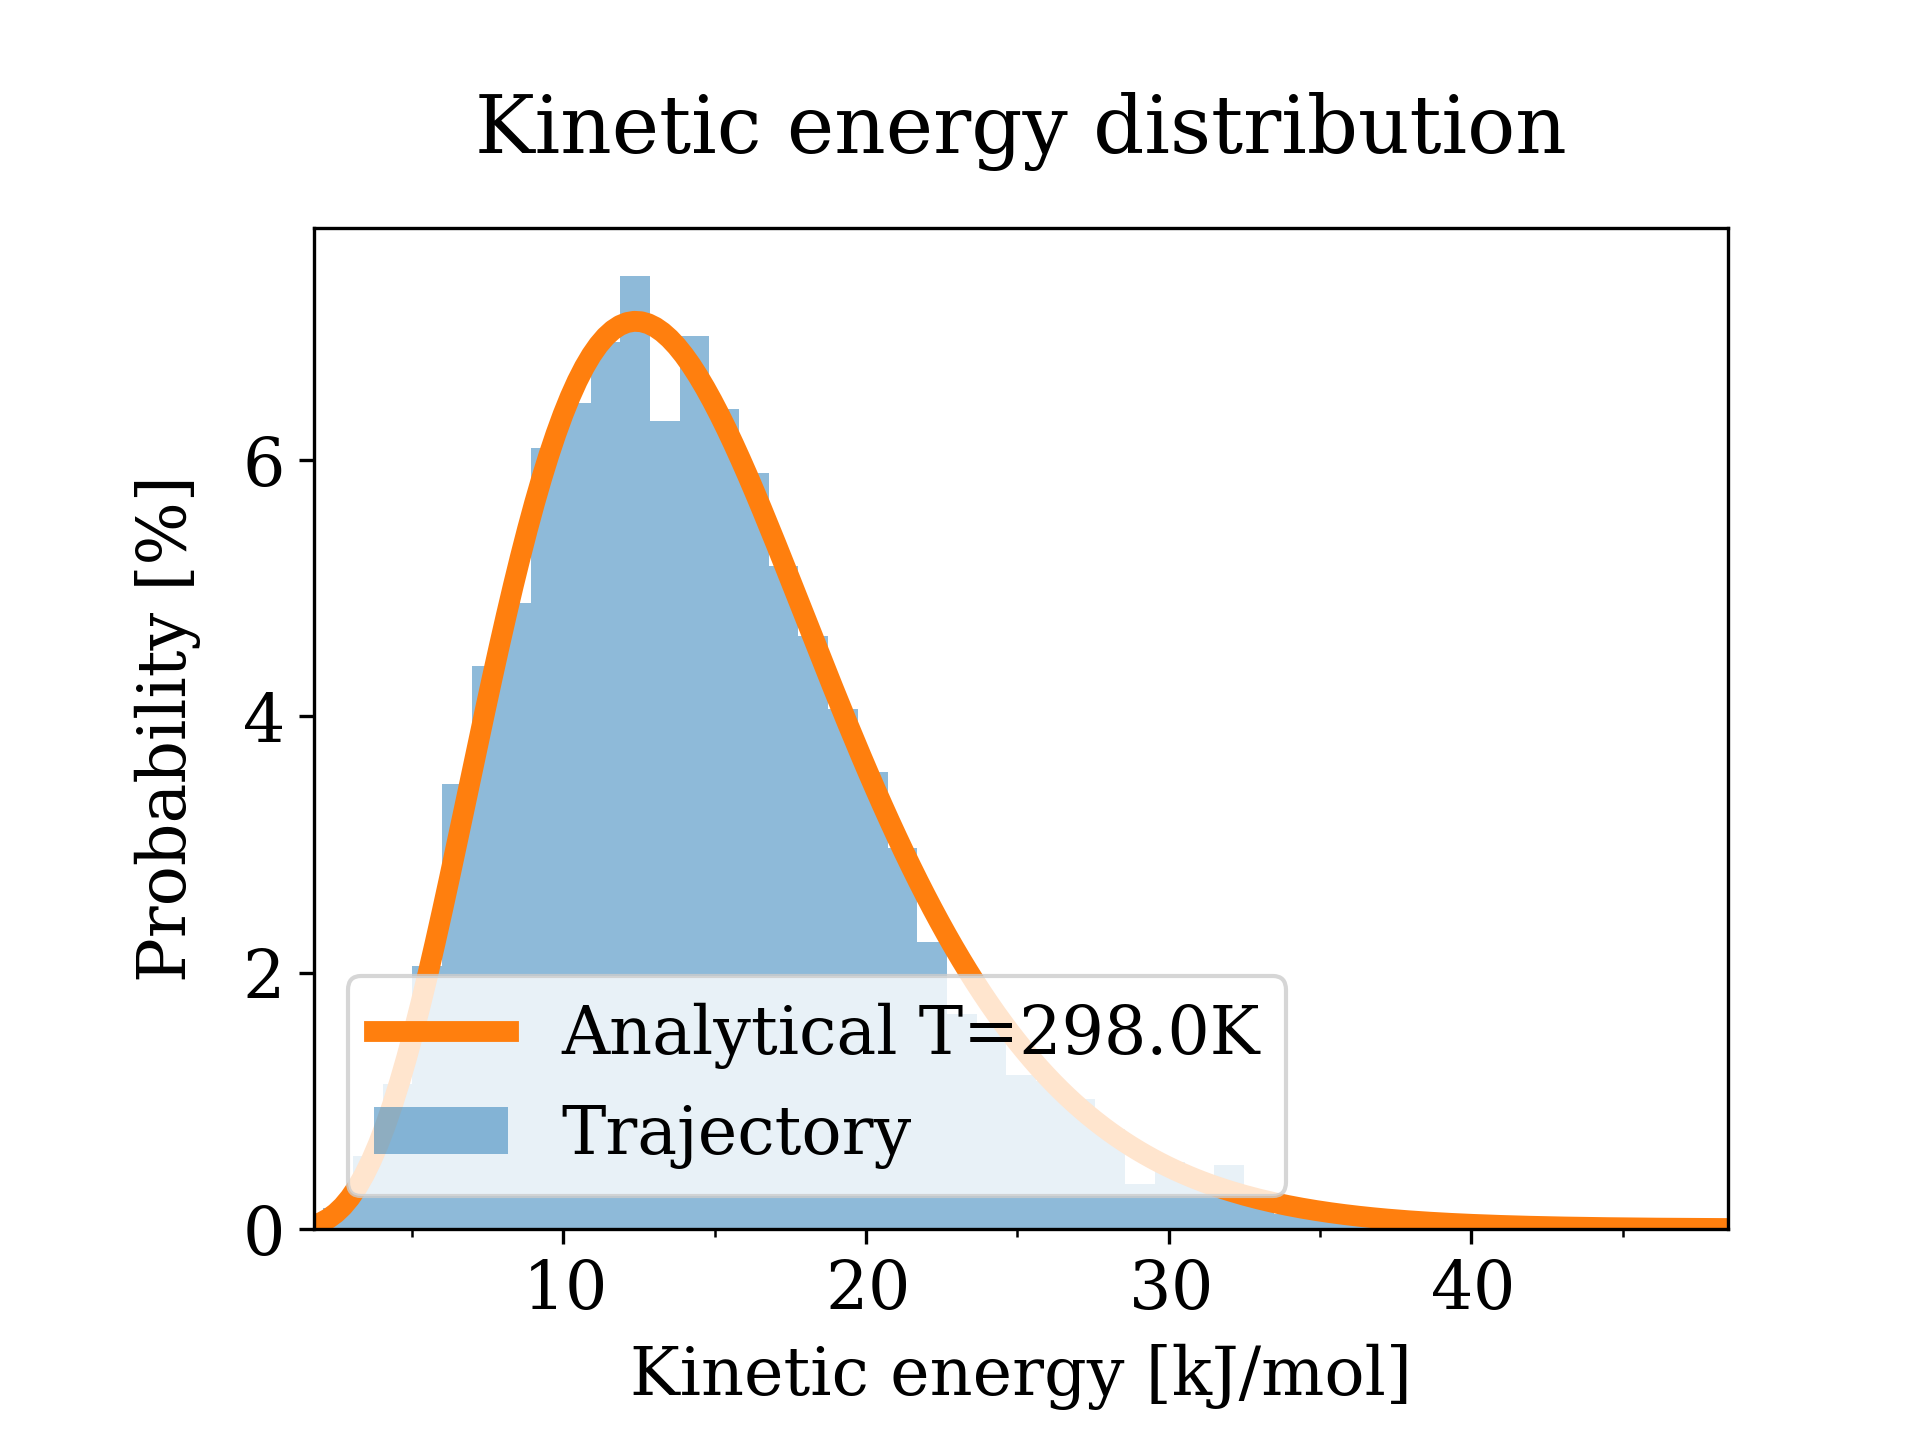 Kinetic energy distribution
Probability [%]
6
4
2
0
Analytical T=298.0K
Trajectory
10 20 30 40
Kinetic energy [kJ/mol]